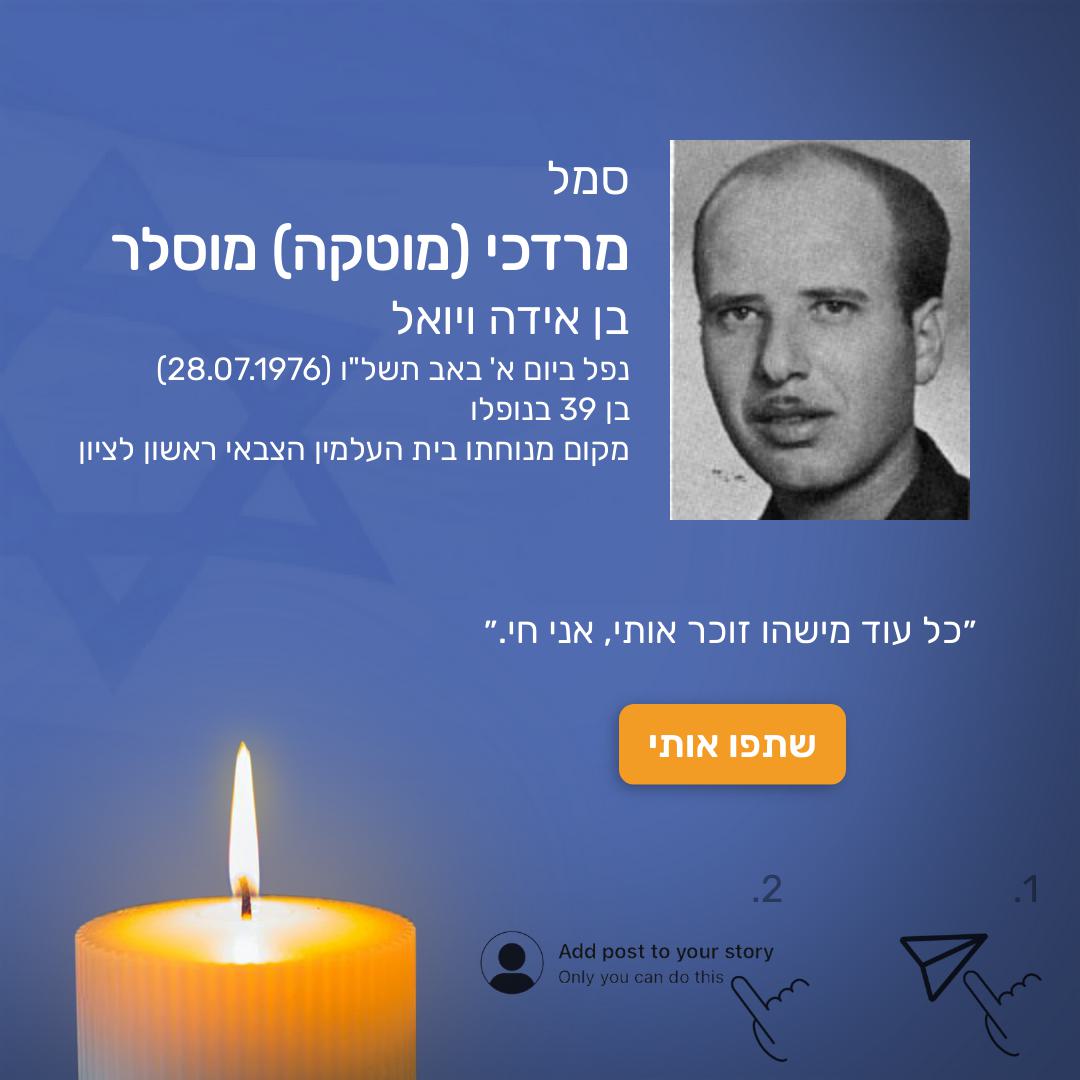 סמל
מרדכי (מוטקה) מוסלר
בן אידה ויואל
נפל ביום א' באב תשל"ו (28.07.1976)
בן 39 בנופלו
מקום מנוחתו בית העלמין הצבאי ראשון לציון
״כל עוד מישהו זוכר אותי, אני חי.״
שתפו אותי
1.
2.
Add post to your story
Only you can do this